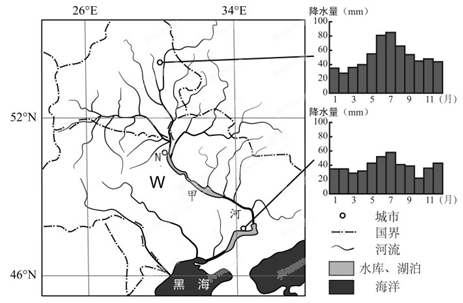 26°E 34°E
52°N
46°N
N
W
甲
河
黑 海
降水量 (mm)
100
80
60
40
20
0
1 3 5 7 9 11 (月)
降水量 (mm)
80
60
40
20
0
1 3 5 7 9 11 (月)
城市
国界
河流
水库、湖泊
海洋